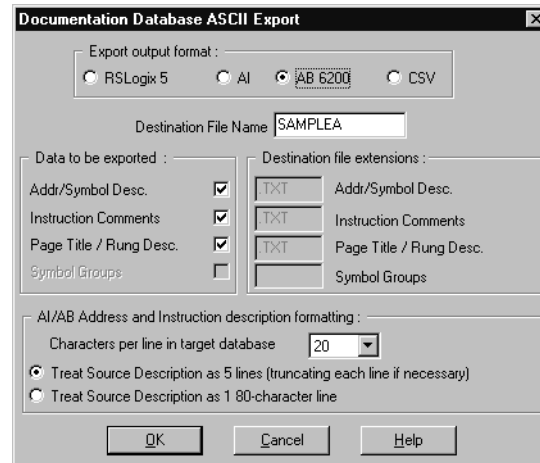 Documentation Database ASCII Export
Export output format :
RSLogix 5 AI AB 6200 CSV
Destination File Name SAMPLEA
Data to be exported :
Addr/Symbol Desc.
Instruction Comments
Page Title / Rung Desc.
Symbol Groups
Destination file extensions :
.TXT Addr/Symbol Desc.
.TXT Instruction Comments
.TXT Page Title / Rung Desc.
Symbol Groups
AI/AB Address and Instruction description formatting :
Characters per line in target database 20
Treat Source Description as 5 lines (truncating each line if necessary)
Treat Source Description as 1 80-character line
OK Cancel Help